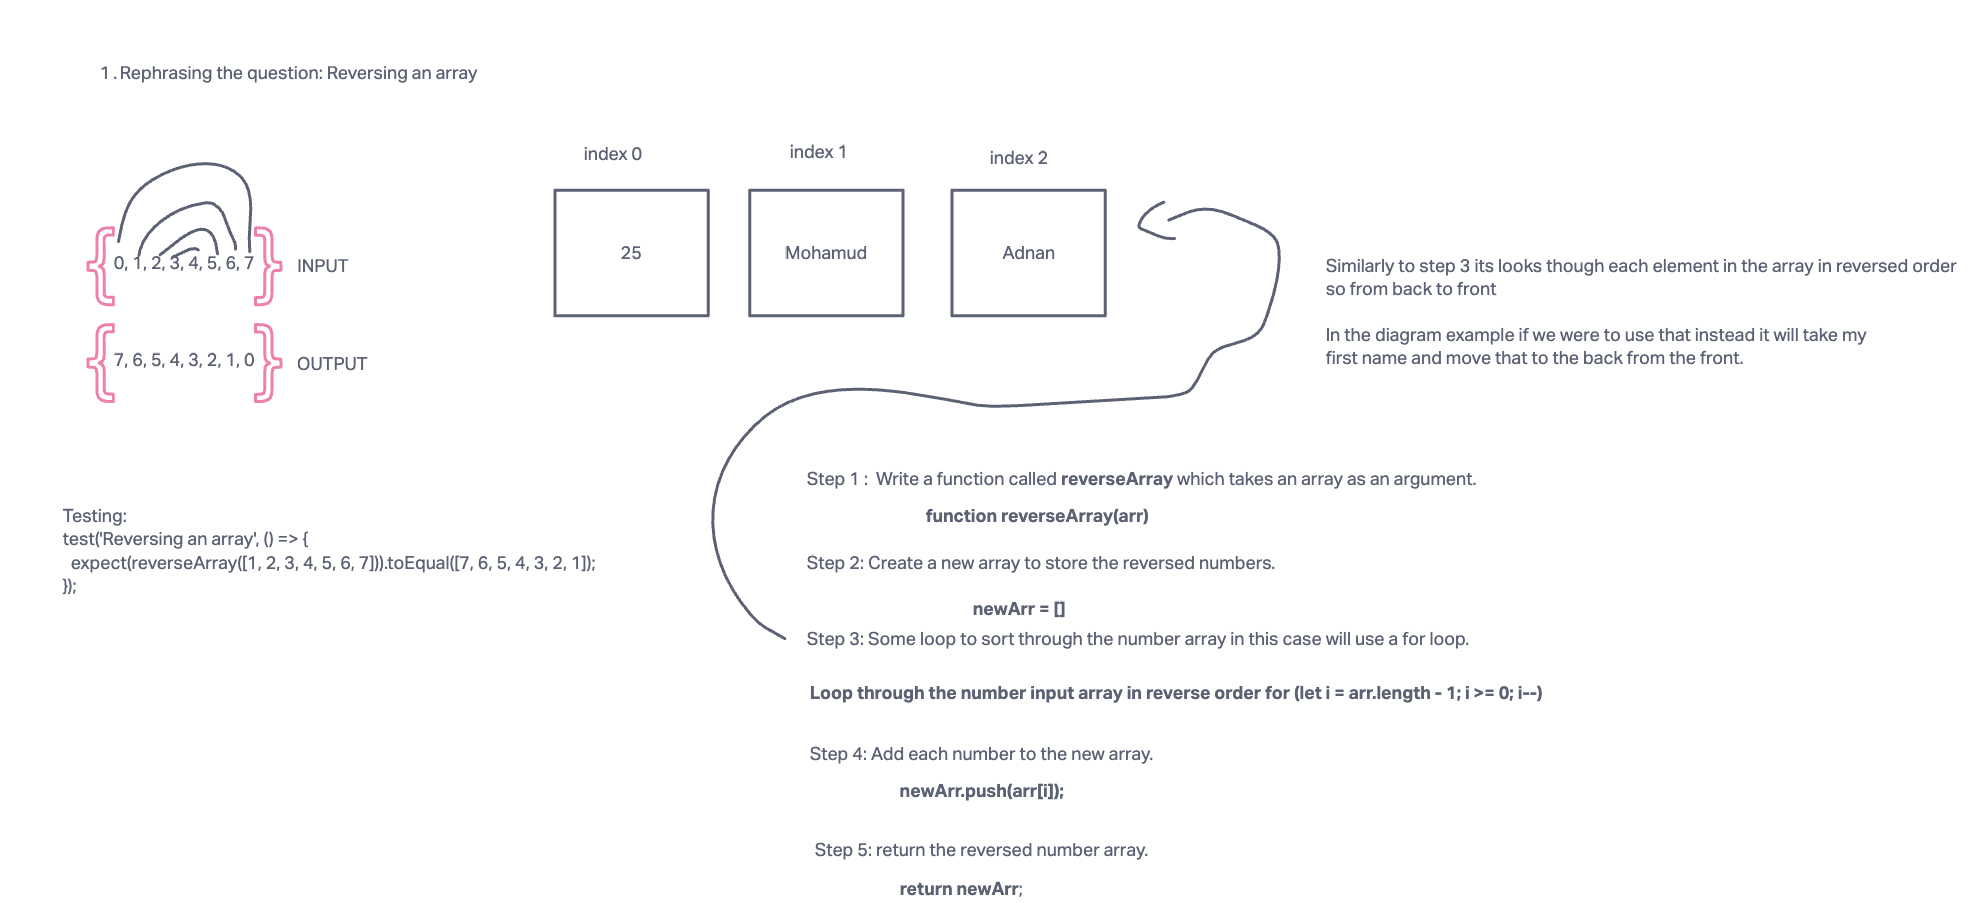 1 . Rephrasing the question: Reversing an array
index 0
index 1
index 2
25
Mohamud
Adnan
0, 1, 2, 3, 4, 5, 6, 7
INPUT
7, 6, 5, 4, 3, 2, 1, 0
OUTPUT
Similarly to step 3 its looks though each element in the array in reversed order
so from back to front
In the diagram example if we were to use that instead it will take my
first name and move that to the back from the front.
Testing:
test('Reversing an array', () => {
expect(reverseArray([1, 2, 3, 4, 5, 6, 7])).toEqual([7, 6, 5, 4, 3, 2, 1]);
});
Step 1 :  Write a function called reverseArray which takes an array as an argument.
function reverseArray(arr)
Step 2: Create a new array to store the reversed numbers.
newArr = []
Step 3: Some loop to sort through the number array in this case will use a for loop.
Loop through the number input array in reverse order for (let i = arr.length - 1; i >= 0; i--)
Step 4: Add each number to the new array.
newArr.push(arr[i]);
Step 5: return the reversed number array.
return newArr;